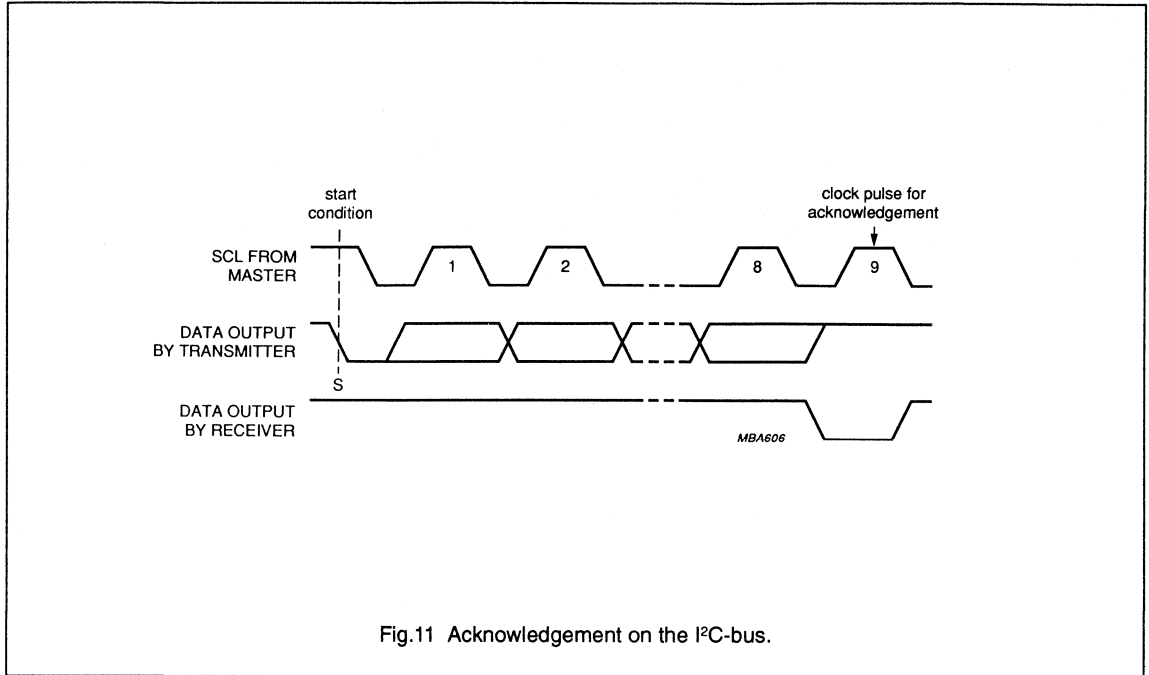 start
condition
clock pulse for
acknowledgement
SCL FROM
MASTER
1
2
8
9
DATA OUTPUT
BY TRANSMITTER
S
DATA OUTPUT
BY RECEIVER
MBA606
Fig.11 Acknowledgement on the I²C-bus.